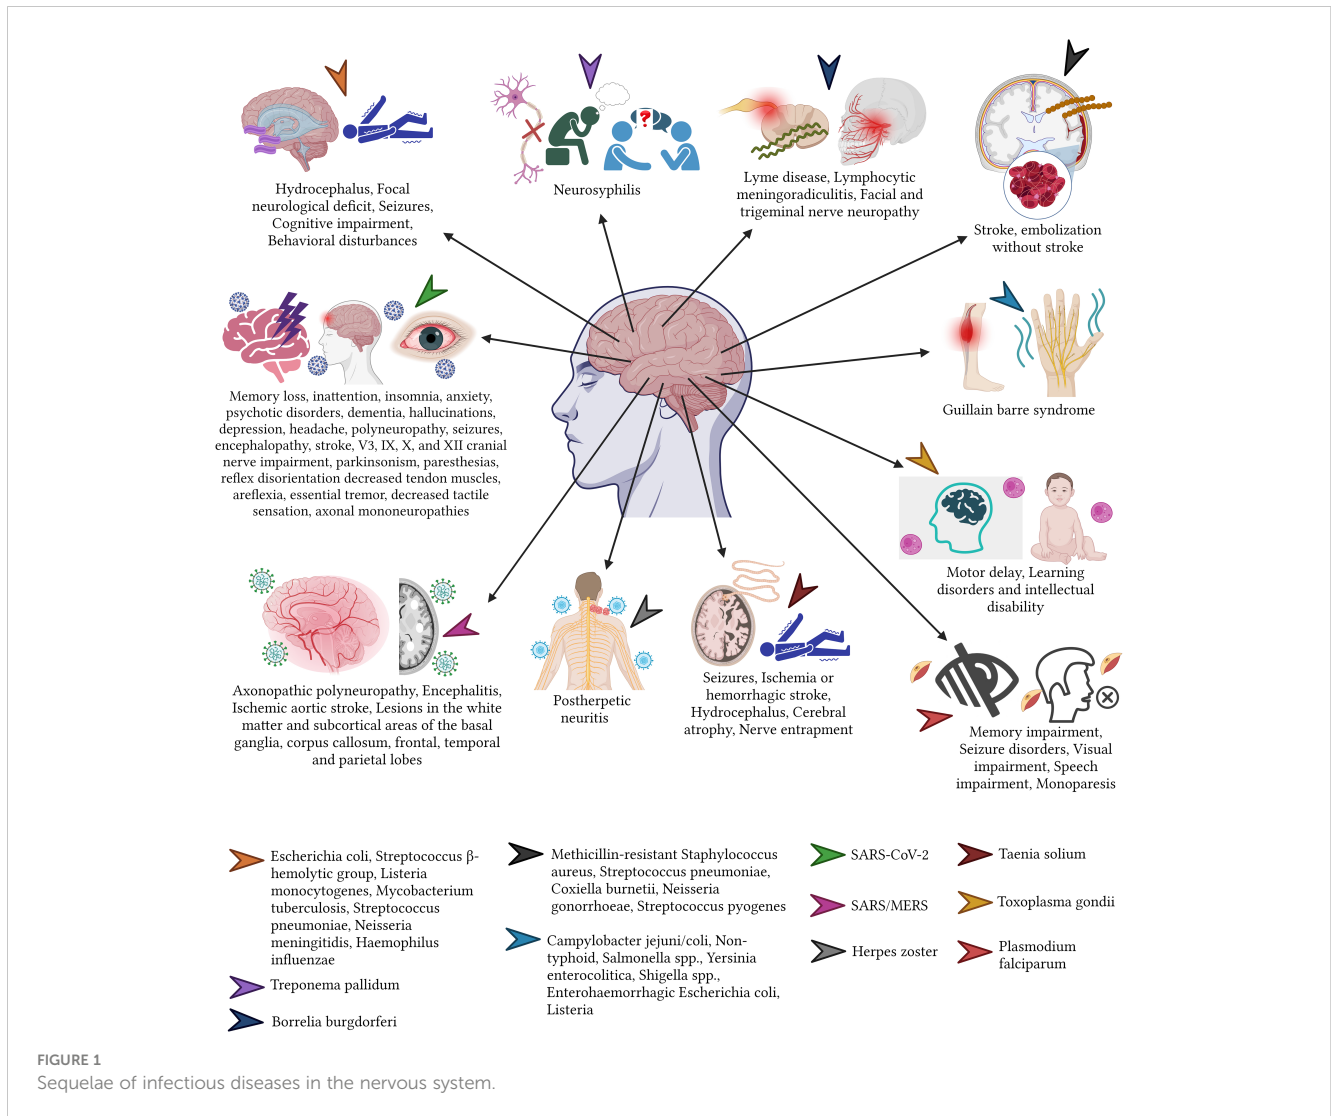 Hydrocephalus, Focal
neurological deficit, Seizures,
Cognitive impairment,
Behavioral disturbances
Neurosyphilis
?
Lyme disease, Lymphocytic
meningoradiculitis, Facial and
trigeminal nerve neuropathy
Stroke, embolization
without stroke
Memory loss, inattention, insomnia, anxiety,
psychotic disorders, dementia, hallucinations,
depression, headache, polyneuropathy, seizures,
encephalopathy, stroke, V3, IX, X, and XII cranial
nerve impairment, parkinsonism, paresthesias,
reflex disorientation decreased tendon muscles,
areflexia, essential tremor, decreased tactile
sensation, axonal mononeuropathies
Guillain barre syndrome
Motor delay, Learning
disorders and intellectual
disability
Axonopathic polyneuropathy, Encephalitis,
Ischemic aortic stroke, Lesions in the white
matter and subcortical areas of the basal
ganglia, corpus callosum, frontal, temporal
and parietal lobes
Postherpetic
neuritis
Seizures, Ischemia or
hemorrhagic stroke,
Hydrocephalus, Cerebral
atrophy, Nerve entrapment
Memory impairment,
Seizure disorders, Visual
impairment, Speech
impairment, Monoparesis
Escherichia coli, Streptococcus β-
hemolytic group, Listeria
monocytogenes, Mycobacterium
tuberculosis, Streptococcus
pneumoniae, Neisseria
meningitidis, Haemophilus
influenzae
Treponema pallidum
Borrelia burgdorferi
Methicillin-resistant Staphylococcus
aureus, Streptococcus pneumoniae,
Coxiella burnetii, Neisseria
gonorrhoeae, Streptococcus pyogenes
Campylobacter jejuni/coli, Non-
typhoid, Salmonella spp., Yersinia
enterocolitica, Shigella spp.,
Enterohaemorrhagic Escherichia coli,
Listeria
SARS-CoV-2
SARS/MERS
Herpes zoster
Taenia solium
Toxoplasma gondii
Plasmodium
falciparum
FIGURE 1
Sequelae of infectious diseases in the nervous system.